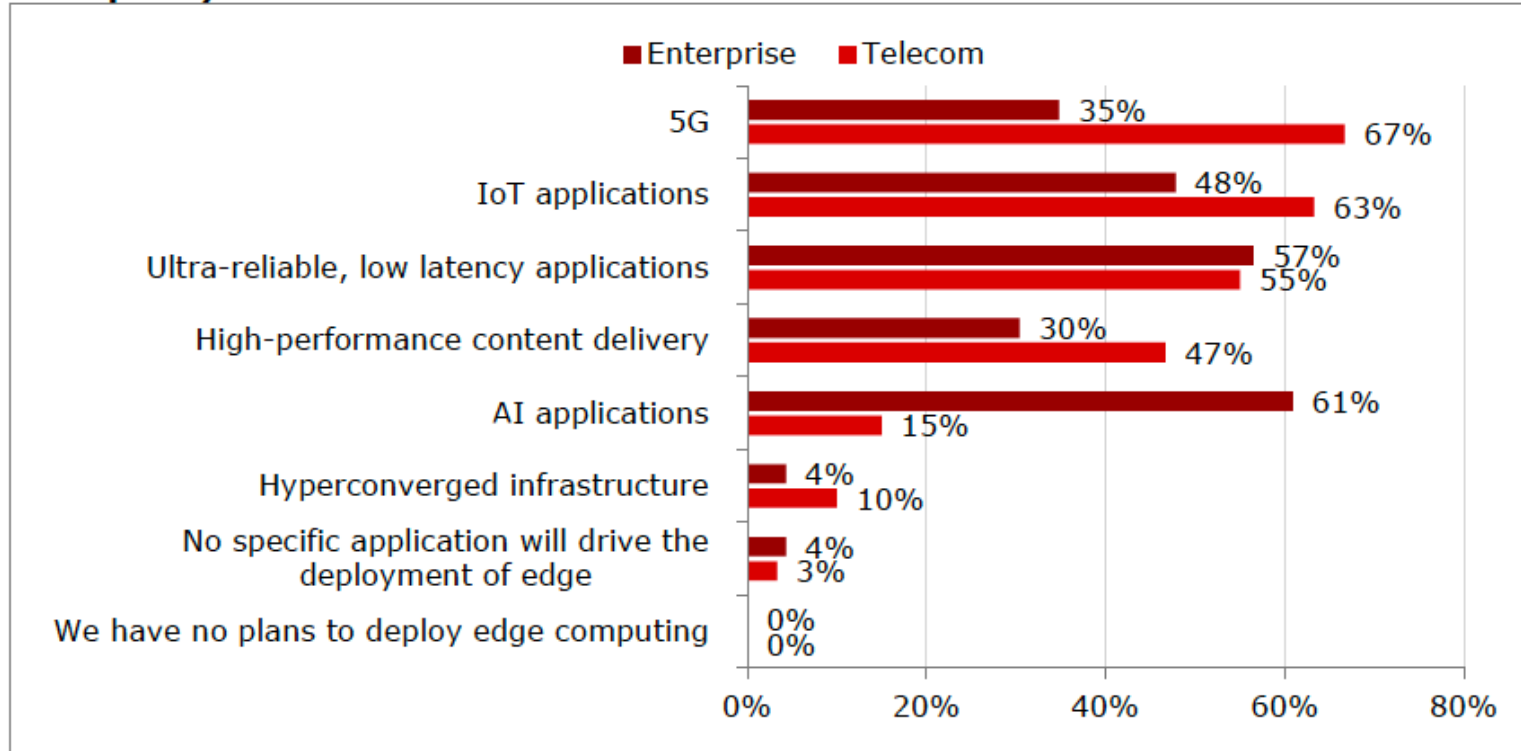 Enterprise Telecom
5G
35%
67%
IoT applications
48%
63%
Ultra-reliable, low latency applications
57%
55%
High-performance content delivery
30%
47%
AI applications
61%
15%
Hyperconverged infrastructure
4%
10%
No specific application will drive the
deployment of edge
4%
3%
We have no plans to deploy edge computing
0%
0%
0% 20% 40% 60% 80%